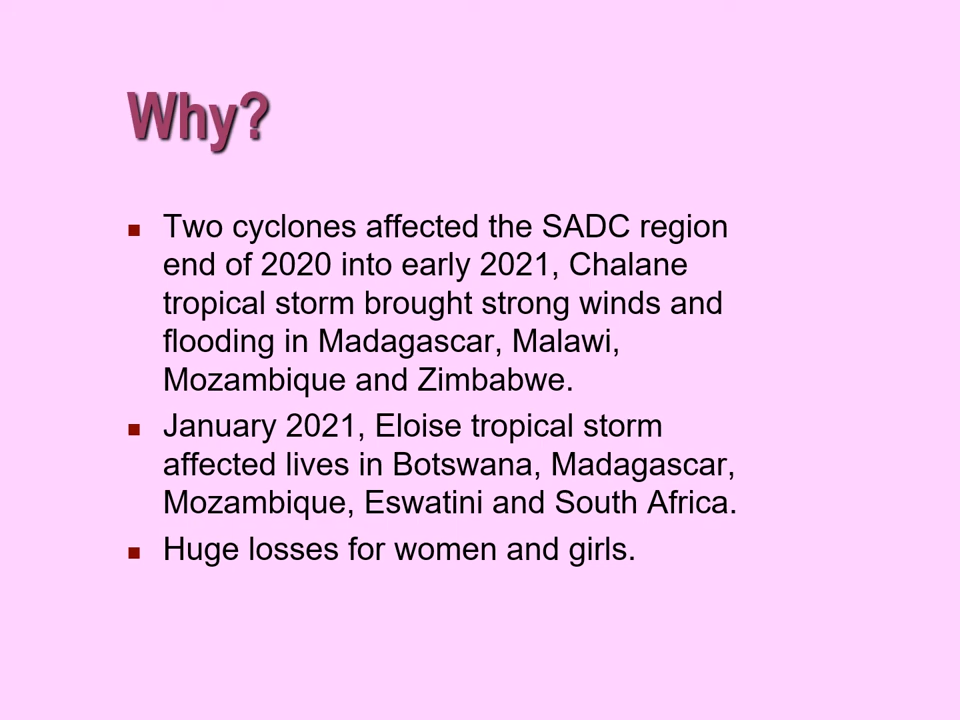 Why?
Two cyclones affected the SADC region
end of 2020 into early 2021, Chalane
tropical storm brought strong winds and
flooding in Madagascar, Malawi,
Mozambique and Zimbabwe.
January 2021, Eloise tropical storm
affected lives in Botswana, Madagascar,
Mozambique, Eswatini and South Africa.
Huge losses for women and girls.